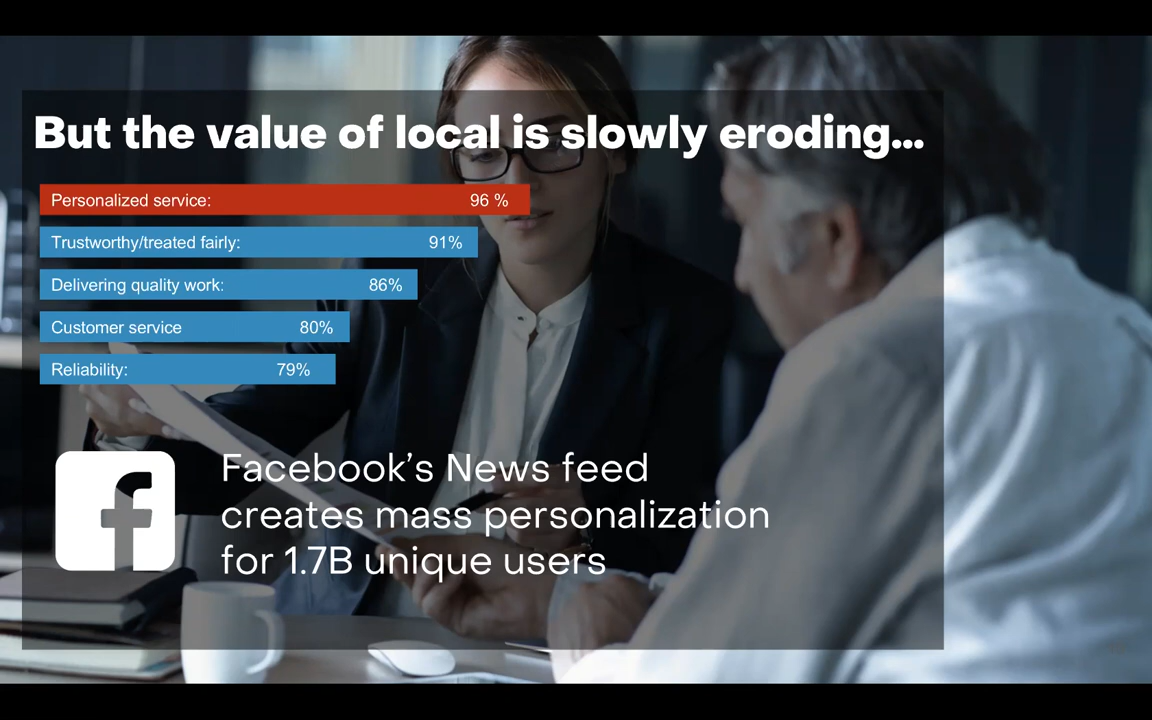 But the value of local is slowly eroding...
Personalized service: 96 %
Trustworthy/treated fairly: 91%
Delivering quality work: 86%
Customer service 80%
Reliability: 79%
Facebook’s News feed
creates mass personalization
for 1.7B unique users